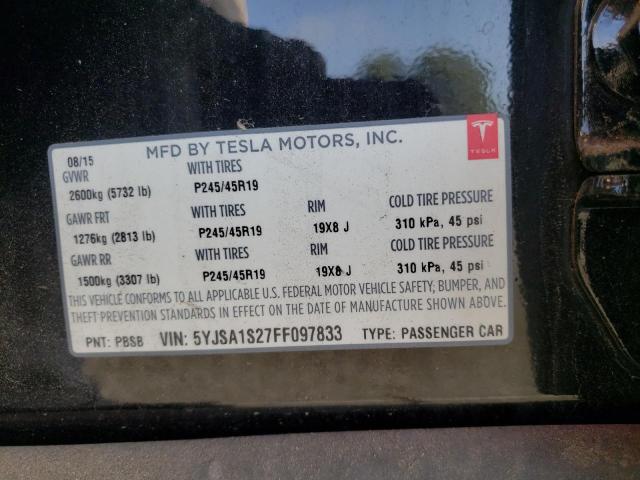 08/15 MFD BY TESLA MOTORS, INC. TESLA
GVWR WITH TIRES
2600kg (5732 lb) P245/45R19
GAWR FRT WITH TIRES RIM COLD TIRE PRESSURE
1276kg (2813 lb) P245/45R19 19X8 J 310 kPa, 45 psi
GAWR RR WITH TIRES RIM COLD TIRE PRESSURE
1500kg (3307 lb) P245/45R19 19X8 J 310 kPa, 45 psi
THIS VEHICLE CONFORMS TO ALL APPLICABLE U.S. FEDERAL MOTOR VEHICLE SAFETY, BUMPER, AND
THEFT-PREVENTION STANDARDS IN EFFECT ON THE DATE OF MANUFACTURE SHOWN ABOVE.
PNT: PBSB VIN: 5YJSA1S27FF097833 TYPE: PASSENGER CAR